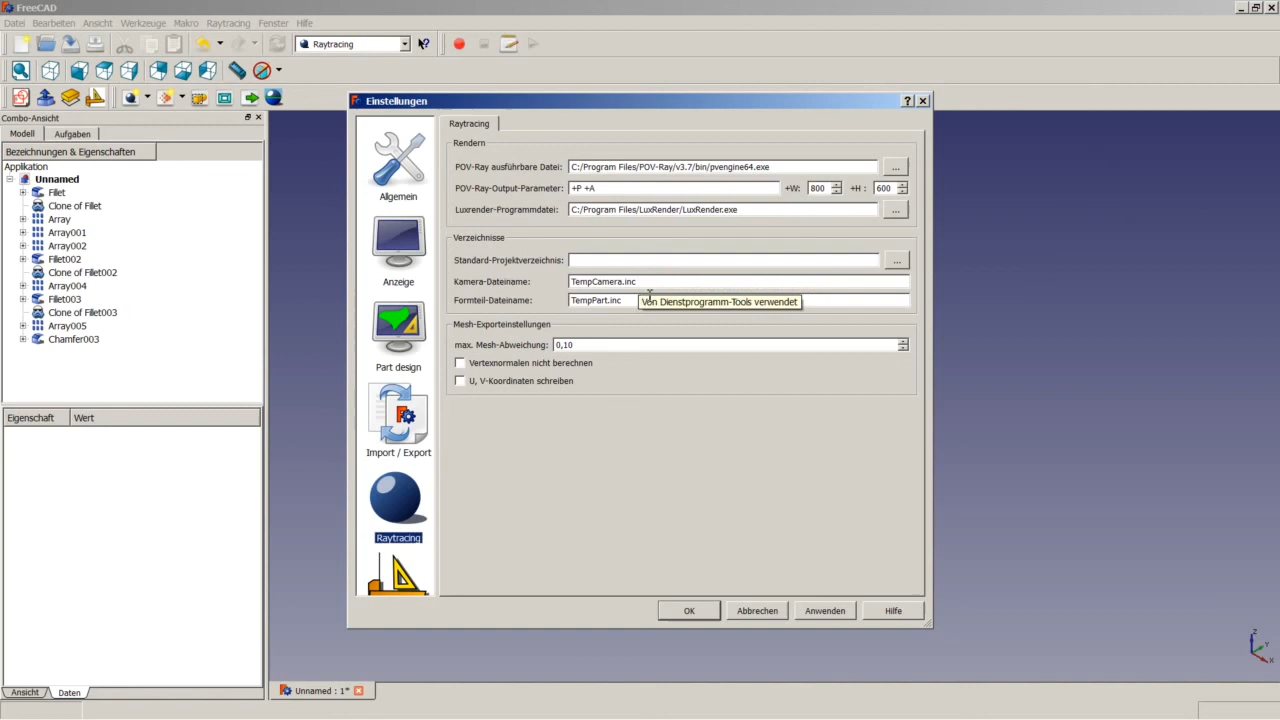 FreeCAD
Datei Bearbeiten Ansicht Werkzeuge Makro Raytracing Fenster Hilfe
Raytracing
Combo-Ansicht
Modell Aufgaben
Bezeichnungen & Eigenschaften
Applikation
Unnamed
Fillet
Clone of Fillet
Array
Array001
Array002
Fillet002
Clone of Fillet002
Array004
Fillet003
Clone of Fillet003
Array005
Chamfer003
Eigenschaft Wert
Ansicht Daten
Einstellungen
Allgemein
Anzeige
Part design
Import / Export
Raytracing
Raytracing
Rendern
POV-Ray ausführbare Datei: C:/Program Files/POV-Ray/v3.7/bin/pvengine64.exe ...
POV-Ray-Output-Parameter: +P +A +W: 800 +H : 600
Luxrender-Programmdatei: C:/Program Files/LuxRender/LuxRender.exe ...
Verzeichnisse
Standard-Projektverzeichnis: ...
Kamera-Dateiname: TempCamera.inc
Formteil-Dateiname: TempPart.inc
Von Dienstprogramm-Tools verwendet
Mesh-Exporteinstellungen
max. Mesh-Abweichung: 0,10
Vertexnormalen nicht berechnen
U, V-Koordinaten schreiben
OK Abbrechen Anwenden Hilfe
Unnamed : 1*
Z
Y
X